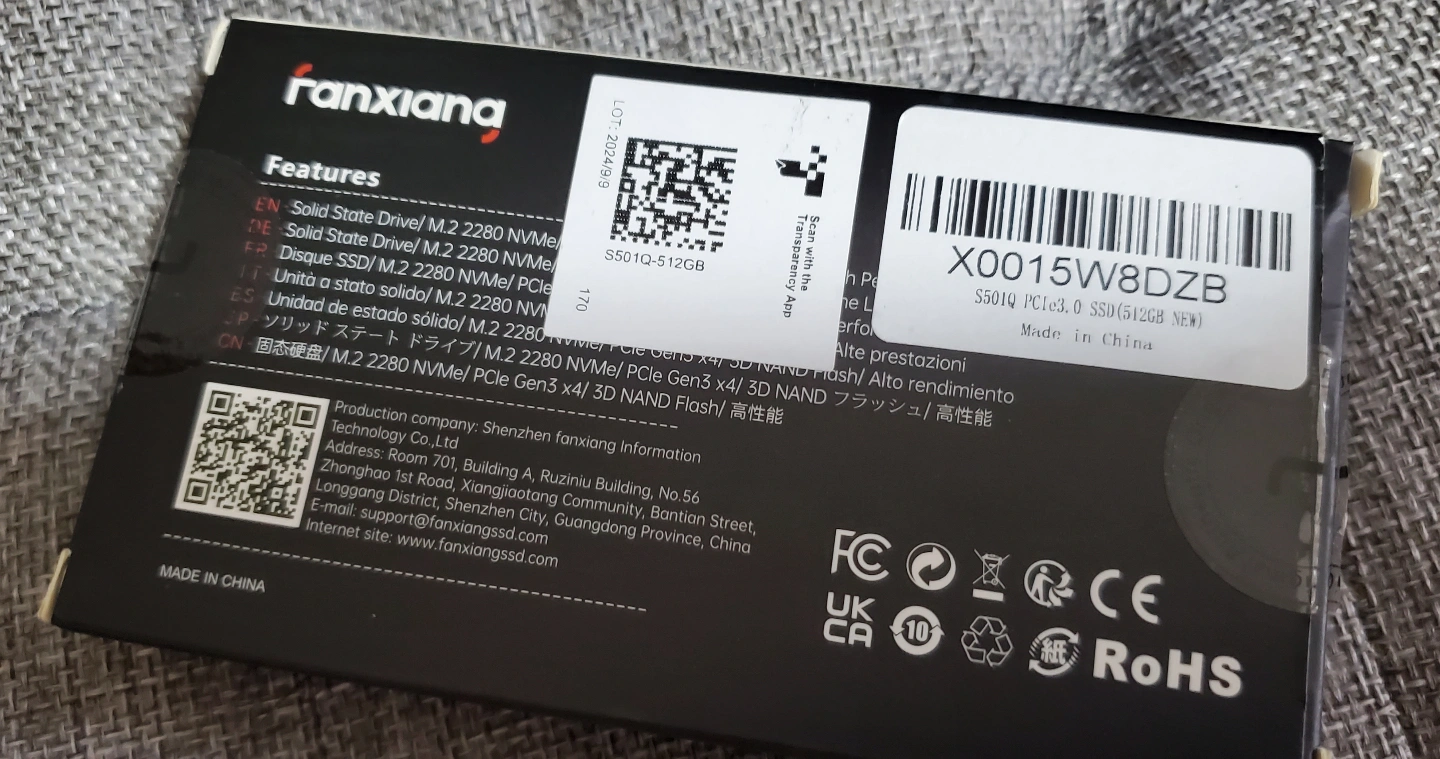 fanxiang
Features
EN - Solid State Drive/ M.2 2280 NVMe/
DE - Solid State Drive/ M.2 2280 NVMe/
FR - Disque SSD/ M.2 2280 NVMe/ PCIe
IT - Unità a stato solido/ M.2 2280 NVM
ES - Unidad de estado sólido/ M.2 2280 NVMe/ PCIe Gen3 x4/ 3D NAND Flash/ Alto rendimiento
JP - ソリッド ステート ドライブ/ M.2 2280 NVMe/ PCIe Gen3 x4/ 3D NAND フラッシュ/ 高性能
CN - 固态硬盘/ M.2 2280 NVMe/ PCIe Gen3 x4/ 3D NAND Flash/ 高性能
Alte prestazioni
LOT: 2024/9/9
S501Q-512GB
170
Scan with the
Transparency App
X0015W8DZB
S501Q PCIe3.0 SSD(512GB NEW)
Made in China
Production company: Shenzhen fanxiang Information
Technology Co.,Ltd
Address: Room 701, Building A, Ruziniu Building, No.56
Zhonghao 1st Road, Xiangjiaotang Community, Bantian Street,
Longgang District, Shenzhen City, Guangdong Province, China
E-mail: support@fanxiangssd.com
Internet site: www.fanxiangssd.com
MADE IN CHINA
FC
CE
UK
CA
10
紙
RoHS